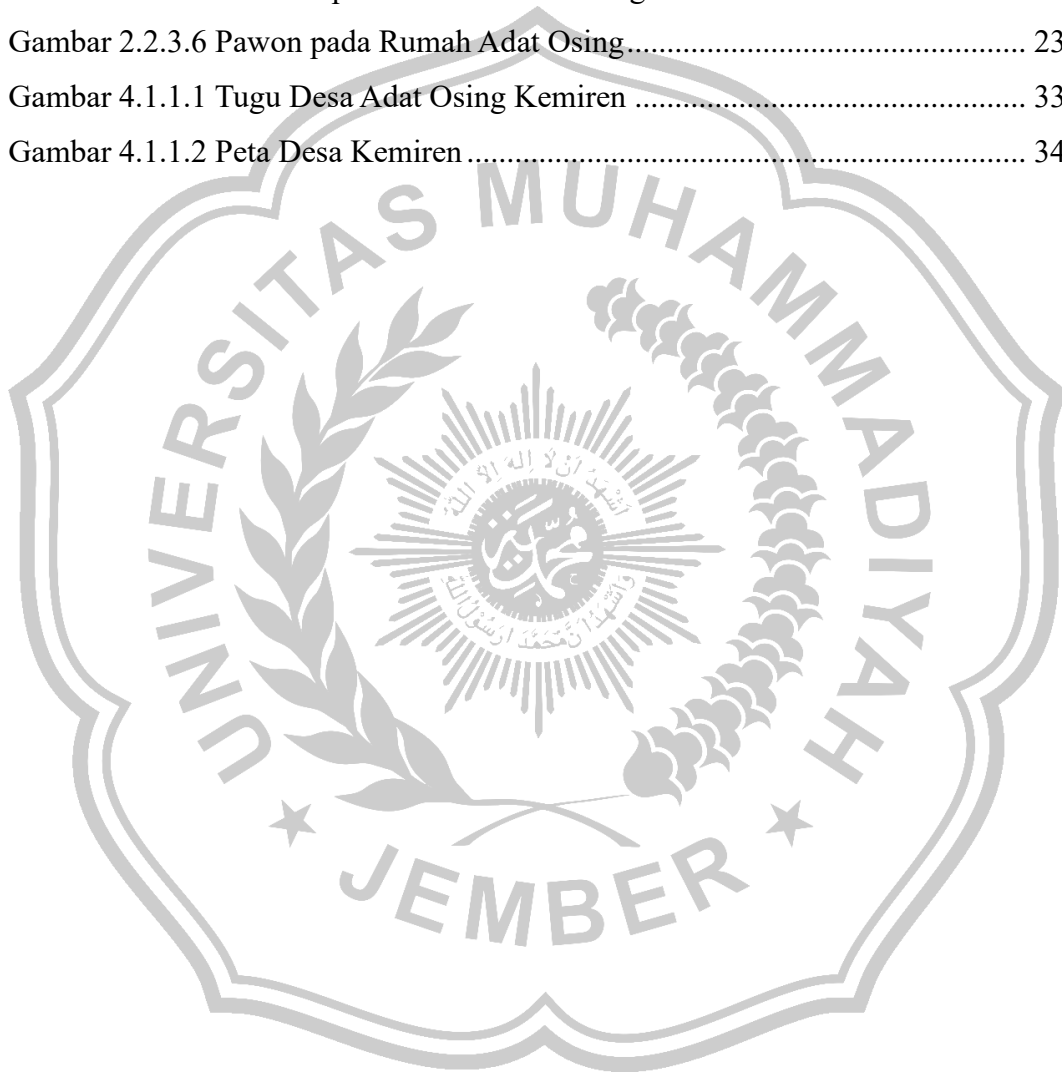 Gambar 2.2.3.6 Pawon pada Rumah Adat Osing........................................................ 23
Gambar 4.1.1.1 Tugu Desa Adat Osing Kemiren ....................................................... 33
Gambar 4.1.1.2 Peta Desa Kemiren............................................................................... 34
UNIVERSITAS MUHAMMADIYAH
JEMBER